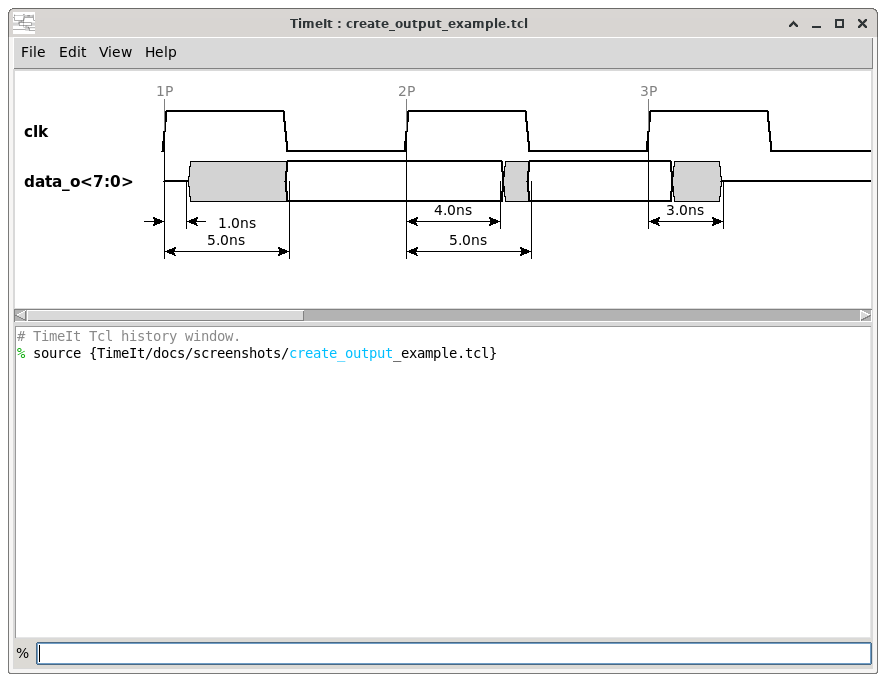 TimeIt : create_output_example.tcl
File Edit View Help
1P 2P 3P
clk
data_o<7:0>
1.0ns 4.0ns 3.0ns
5.0ns 5.0ns
# TimeIt Tcl history window.
% source {TimeIt/docs/screenshots/create_output_example.tcl}
%